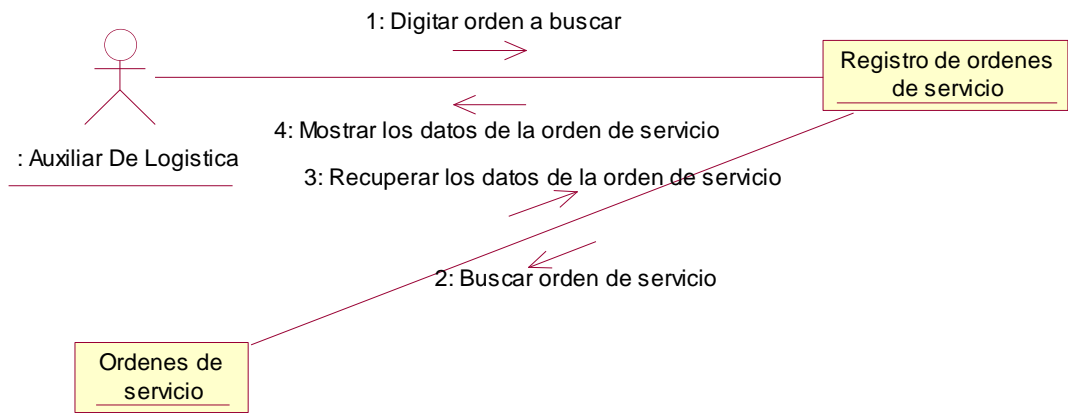 1: Digitar orden a buscar
Registro de ordenes
de servicio
4: Mostrar los datos de la orden de servicio
: Auxiliar De Logistica
3: Recuperar los datos de la orden de servicio
2: Buscar orden de servicio
Ordenes de
servicio